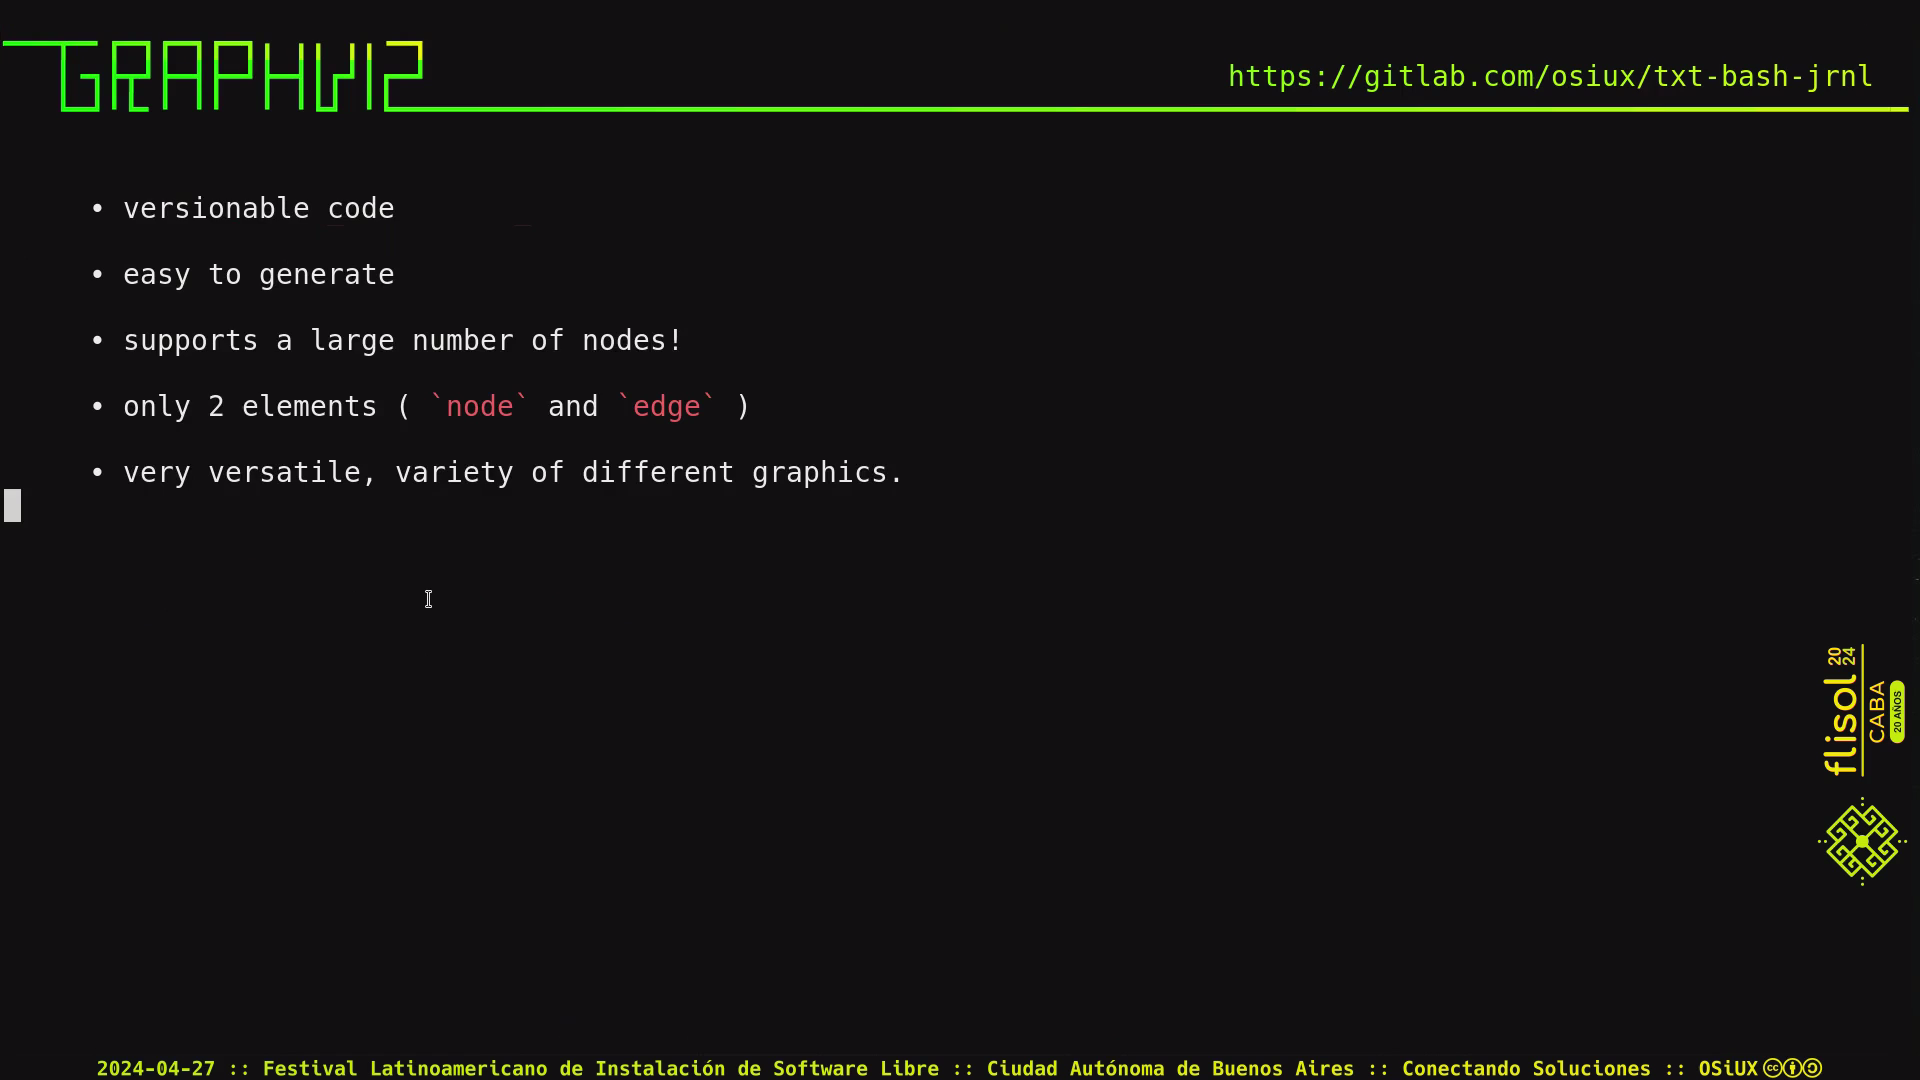 GRAPHVIZ
https://gitlab.com/osiux/txt-bash-jrnl
• versionable code
• easy to generate
• supports a large number of nodes!
• only 2 elements ( `node` and `edge` )
• very versatile, variety of different graphics.
flisol 2024
CABA
20 AÑOS
2024-04-27 :: Festival Latinoamericano de Instalación de Software Libre :: Ciudad Autónoma de Buenos Aires :: Conectando Soluciones :: OSiUX